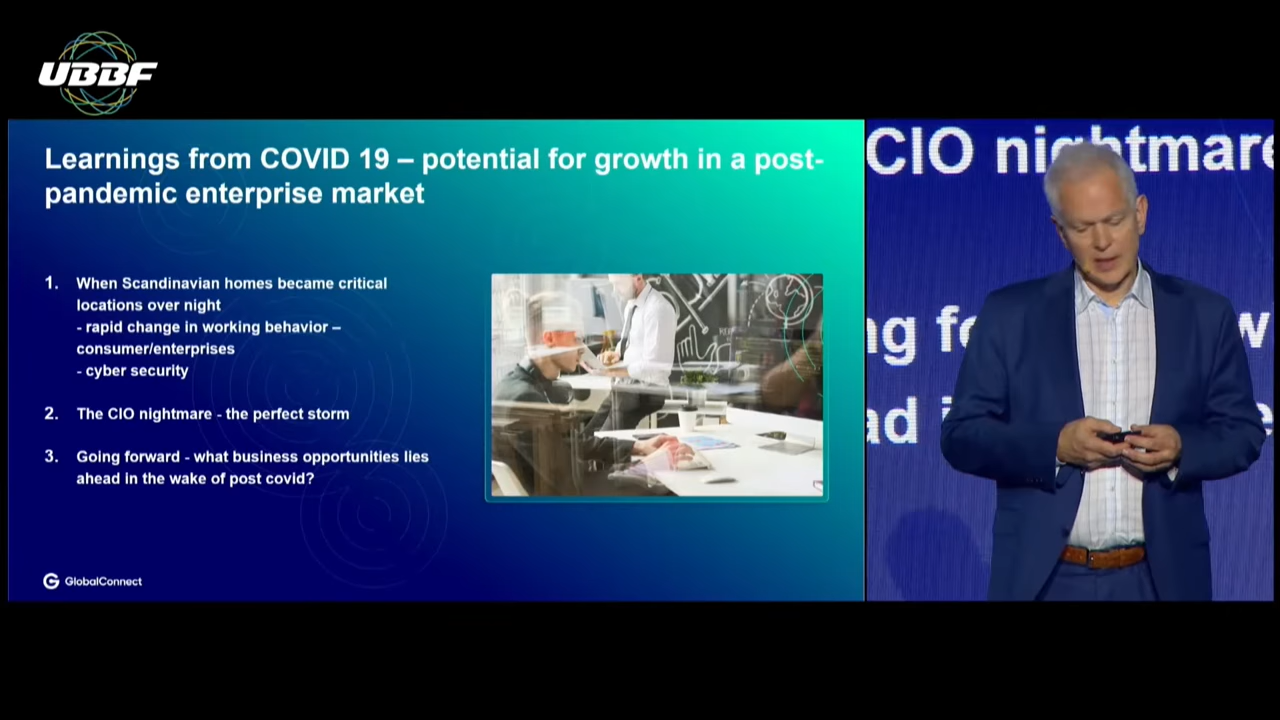 UBBF
Learnings from COVID 19 – potential for growth in a post-
pandemic enterprise market
1. When Scandinavian homes became critical
locations over night
- rapid change in working behavior –
consumer/enterprises
- cyber security
2. The CIO nightmare - the perfect storm
3. Going forward - what business opportunities lies
ahead in the wake of post covid?
GlobalConnect
CIO nightmare